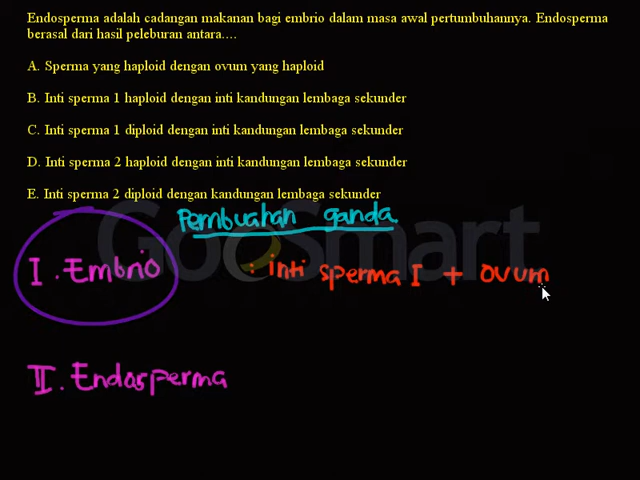 Endosperma adalah cadangan makanan bagi embrio dalam masa awal pertumbuhannya. Endosperma
berasal dari hasil peleburan antara....
A. Sperma yang haploid dengan ovum yang haploid
B. Inti sperma 1 haploid dengan inti kandungan lembaga sekunder
C. Inti sperma 1 diploid dengan inti kandungan lembaga sekunder
D. Inti sperma 2 haploid dengan inti kandungan lembaga sekunder
E. Inti sperma 2 diploid dengan kandungan lembaga sekunder
Pembuahan ganda.
GooSmart
I. Embrio : inti sperma I + ovum
II. Endosperma